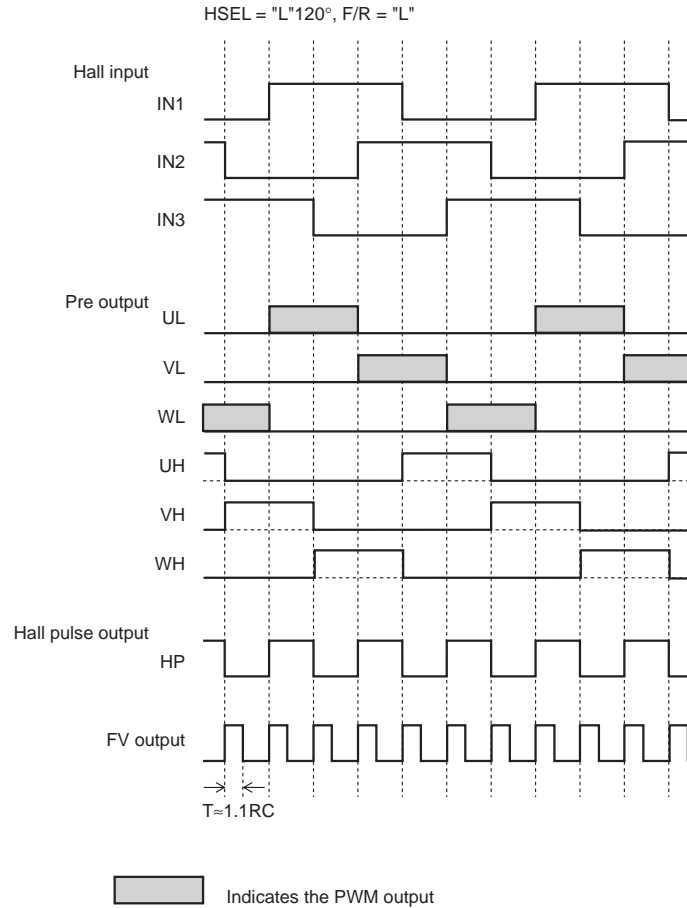 HSEL = "L"120°, F/R = "L"
Hall input
IN1
IN2
IN3
Pre output
UL
VL
WL
UH
VH
WH
Hall pulse output
HP
FV output
T≈1.1RC
Indicates the PWM output